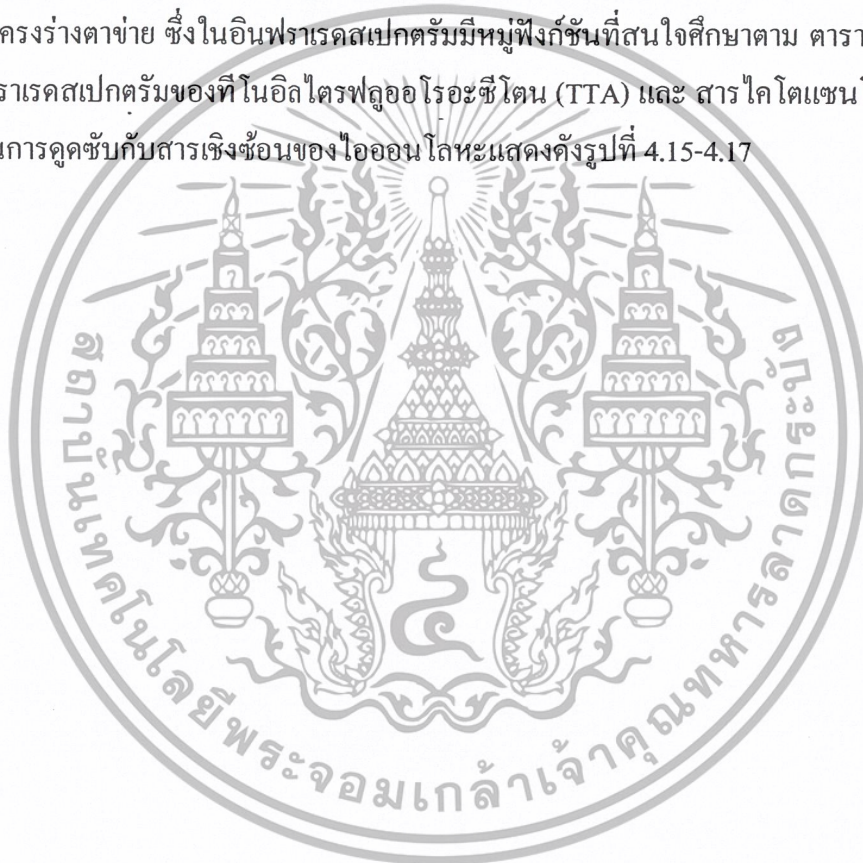 ครงร่างตาข่าย ซึ่งในอินฟราเรดสเปกตรัมมีหมู่ฟังก์ชันที่สนใจศึกษาตาม ตารา
ราเรดสเปกตรัมของทีโนอิลไตรฟลูออโรอะซีโตน (TTA) และ สารไคโตแซน
นการดูดซับกับสารเชิงซ้อนของไอออนโลหะแสดงดังรูปที่ 4.15-4.17
สถาบันเทคโนโลยีพระจอมเกล้าเจ้าคุณทหารลาดกระบัง
๔